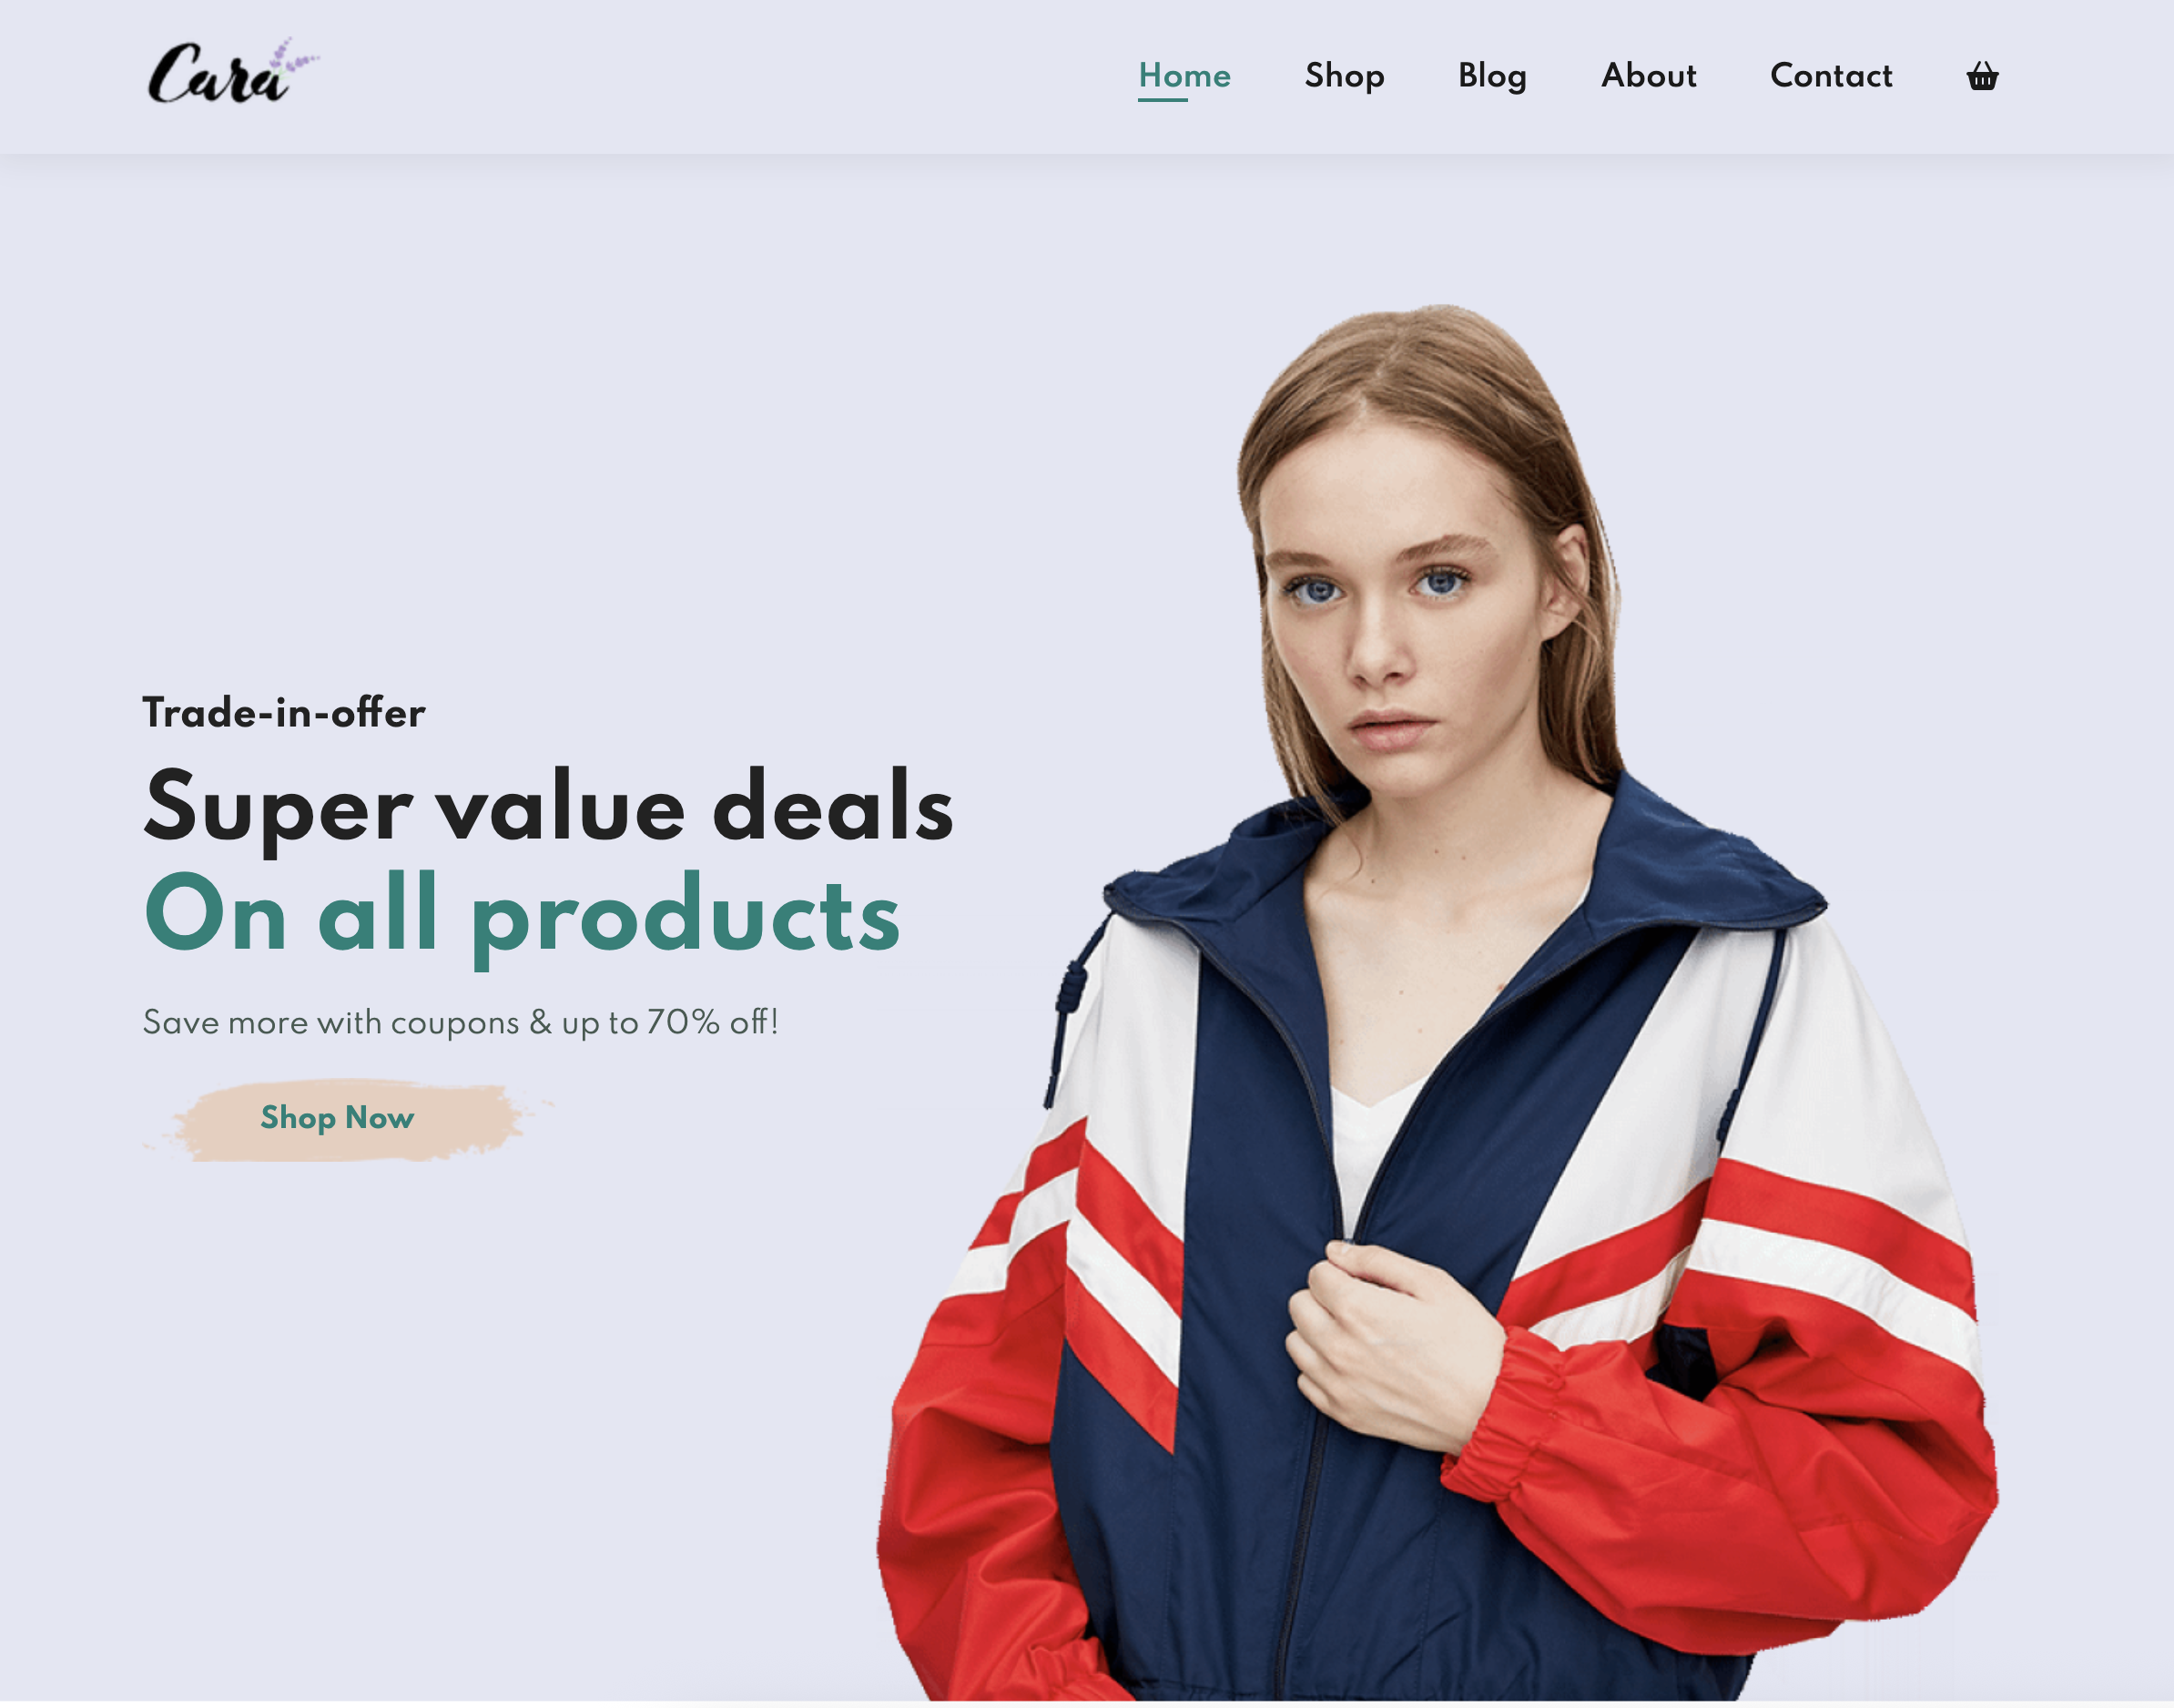 Cara
Home Shop Blog About Contact
Trade-in-offer
Super value deals
On all products
Save more with coupons & up to 70% off!
Shop Now